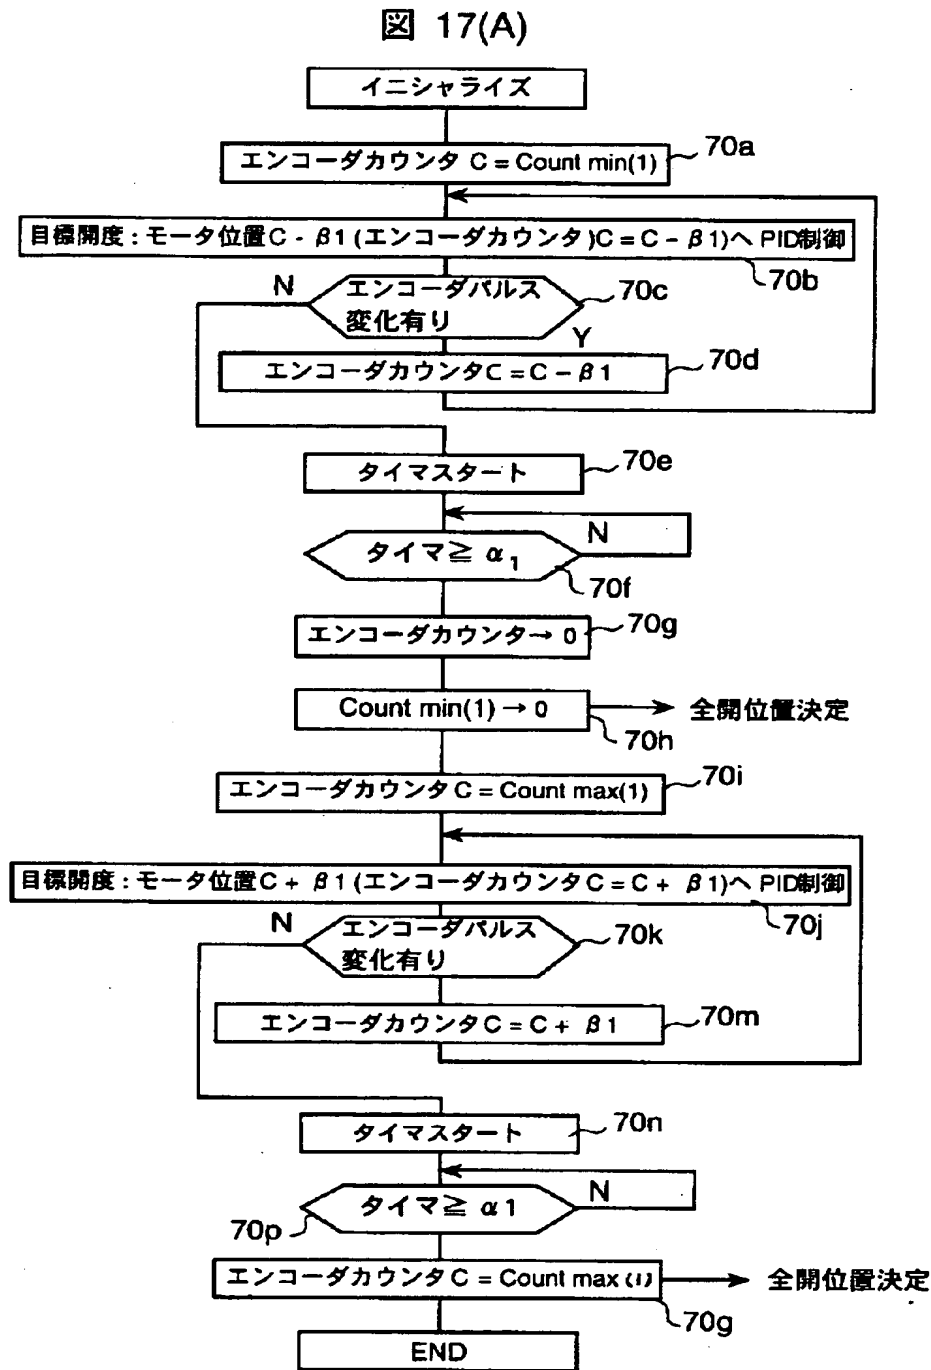 図 17(A)
イニシャライズ
エンコーダカウンタ C = Count min(1)
70a
目標開度 : モータ位置C - β1 (エンコーダカウンタ)C = C - β1)へ PID制御
70b
N
エンコーダパルス
変化有り
70c
Y
エンコーダカウンタC = C - β1
70d
タイマスタート
70e
N
タイマ≧ α1
70f
エンコーダカウンタ→ 0
70g
Count min(1) → 0
全開位置決定
70h
エンコーダカウンタ C = Count max(1)
70i
目標開度 : モータ位置C + β1 (エンコーダカウンタC = C + β1)へ PID制御
70j
N
エンコーダパルス
変化有り
70k
エンコーダカウンタ C = C + β1
70m
タイマスタート
70n
N
タイマ≧ α1
70p
エンコーダカウンタ C = Count max (1)
全開位置決定
70g
END